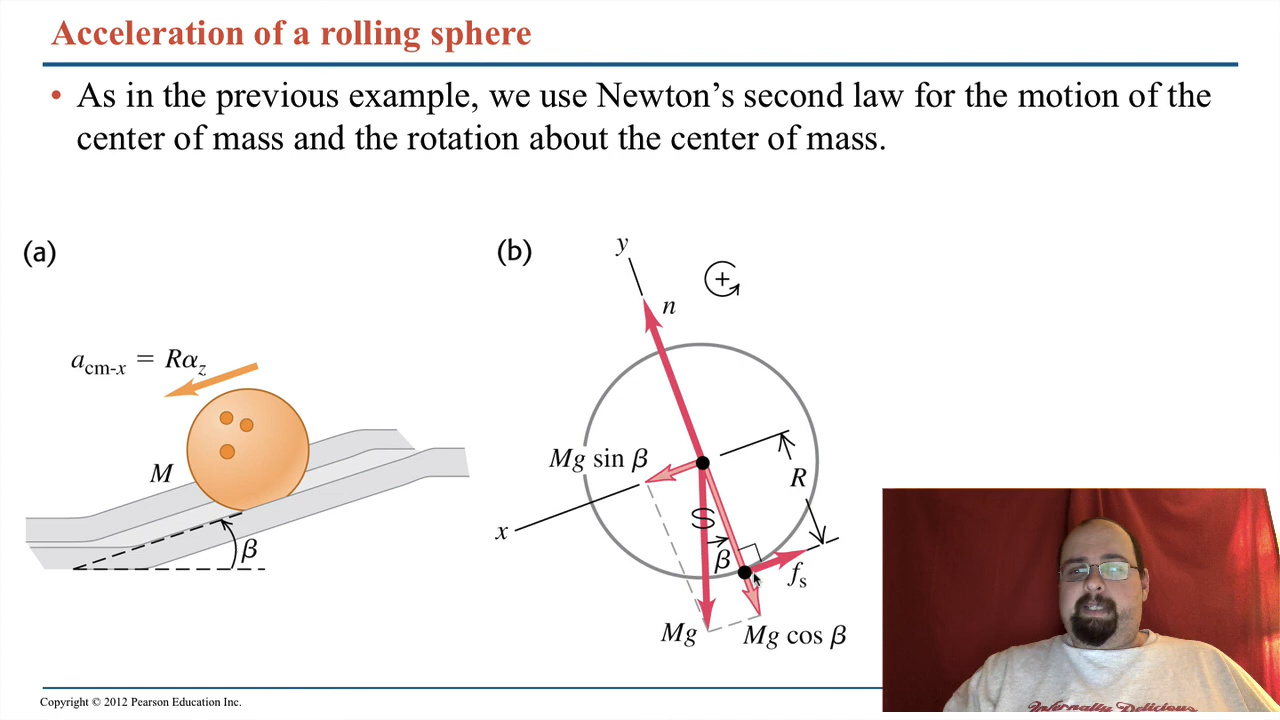 Acceleration of a rolling sphere
• As in the previous example, we use Newton’s second law for the motion of the
center of mass and the rotation about the center of mass.
(a)
a_cm-x = Rα_z
M
β
(b)
y
+
n
Mg sin β
R
x
β
f_s
Mg
Mg cos β
Infernally Delicious
Copyright © 2012 Pearson Education Inc.